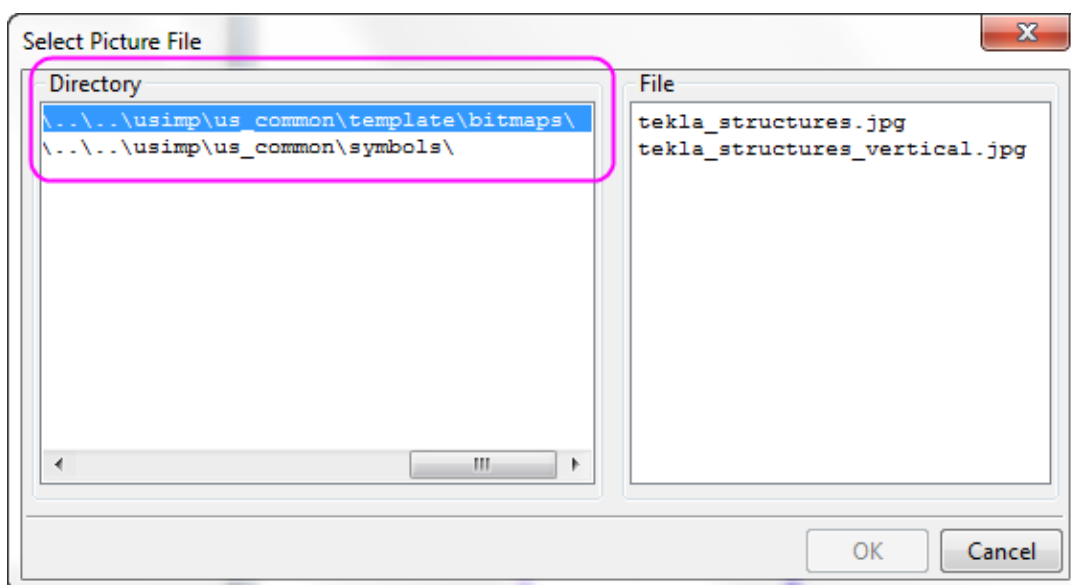 Select Picture File
Directory
\..\..\usimp\us_common\template\bitmaps\
\..\..\usimp\us_common\symbols\
File
tekla_structures.jpg
tekla_structures_vertical.jpg
OK
Cancel